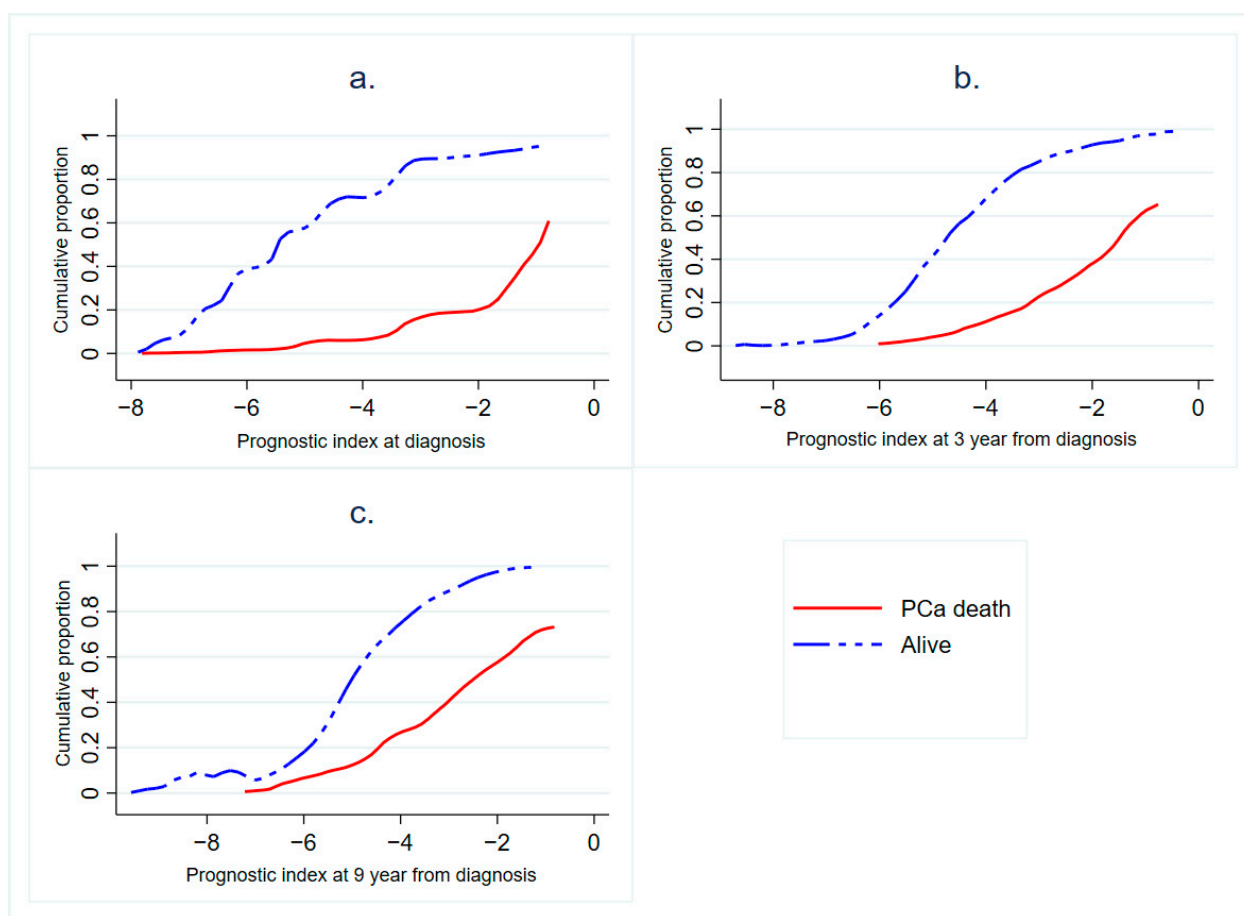 a.
Cumulative proportion
0 0.2 0.4 0.6 0.8 1
−8 −6 −4 −2 0
Prognostic index at diagnosis
b.
Cumulative proportion
0 0.2 0.4 0.6 0.8 1
−8 −6 −4 −2 0
Prognostic index at 3 year from diagnosis
c.
Cumulative proportion
0 0.2 0.4 0.6 0.8 1
−8 −6 −4 −2 0
Prognostic index at 9 year from diagnosis
PCa death
Alive